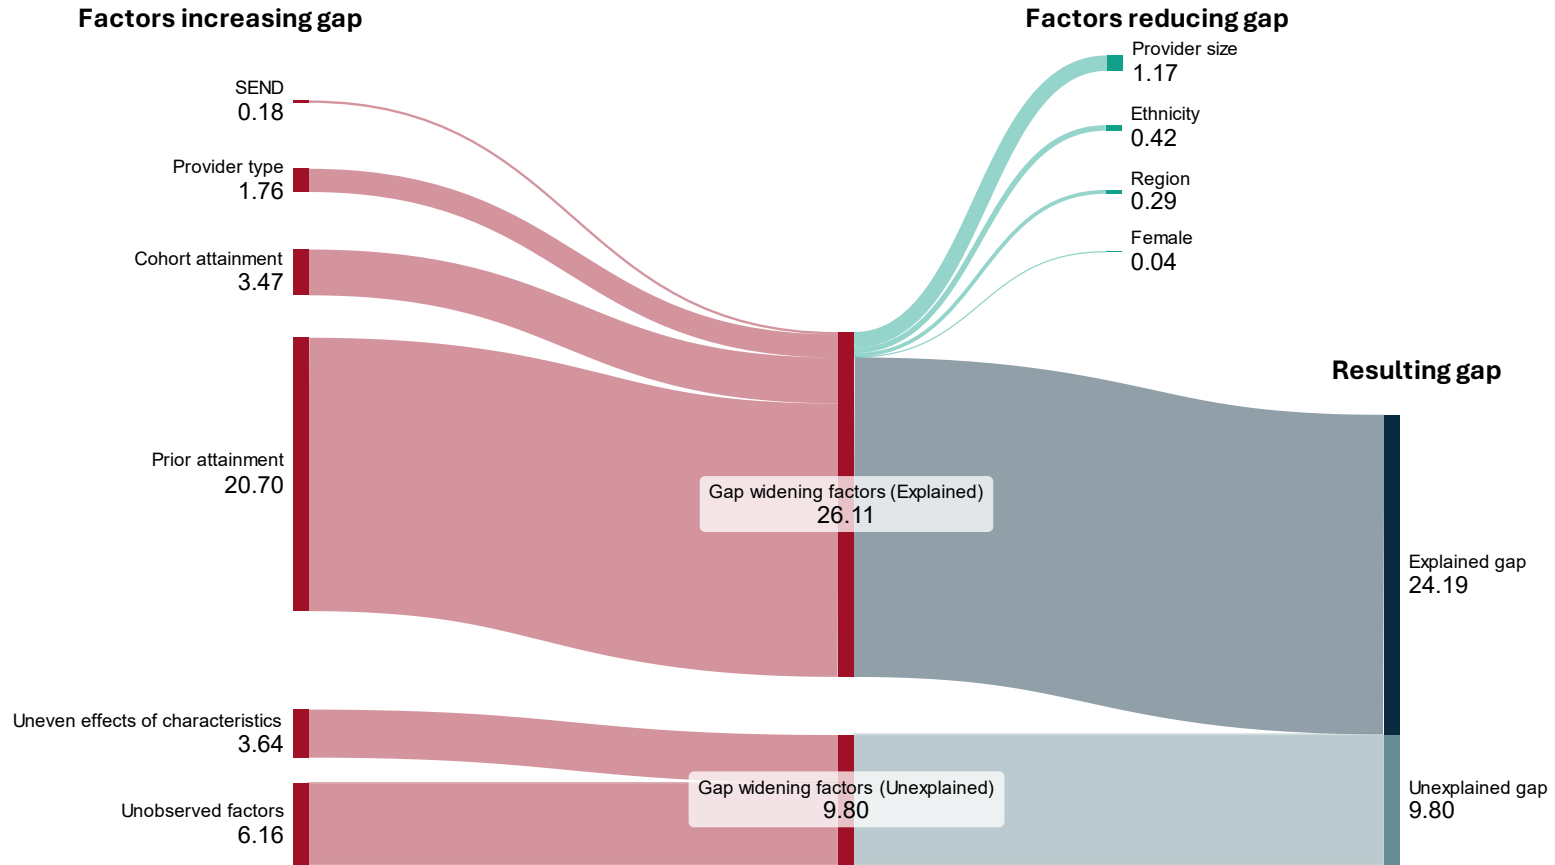 Factors increasing gap
Factors reducing gap
Provider size
1.17
SEND
0.18
Ethnicity
0.42
Provider type
1.76
Region
0.29
Female
0.04
Cohort attainment
3.47
Resulting gap
Prior attainment
20.70
Gap widening factors (Explained)
26.11
Explained gap
24.19
Uneven effects of characteristics
3.64
Gap widening factors (Unexplained)
9.80
Unexplained gap
9.80
Unobserved factors
6.16